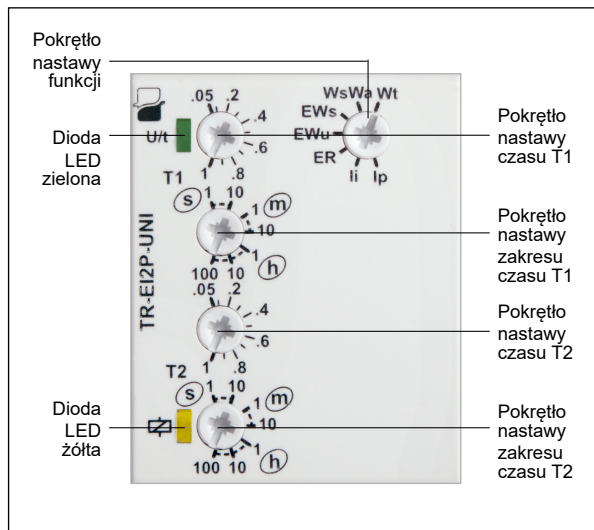 Pokrętło
nastawy
funkcji
Dioda
LED
zielona
Dioda
LED
żółta
TR-EI2P-UNI
U/t
.05 .2
.4
.6
.8
1
T1
s
1 10
1 m
10
1 h
10
100
.05 .2
.4
.6
.8
1
T2
s
1 10
1 m
10
1 h
10
100
WsWa Wt
EWs
EWu
ER
Ii Ip
Pokrętło
nastawy
czasu T1
Pokrętło
nastawy
zakresu
czasu T1
Pokrętło
nastawy
czasu T2
Pokrętło
nastawy
zakresu
czasu T2